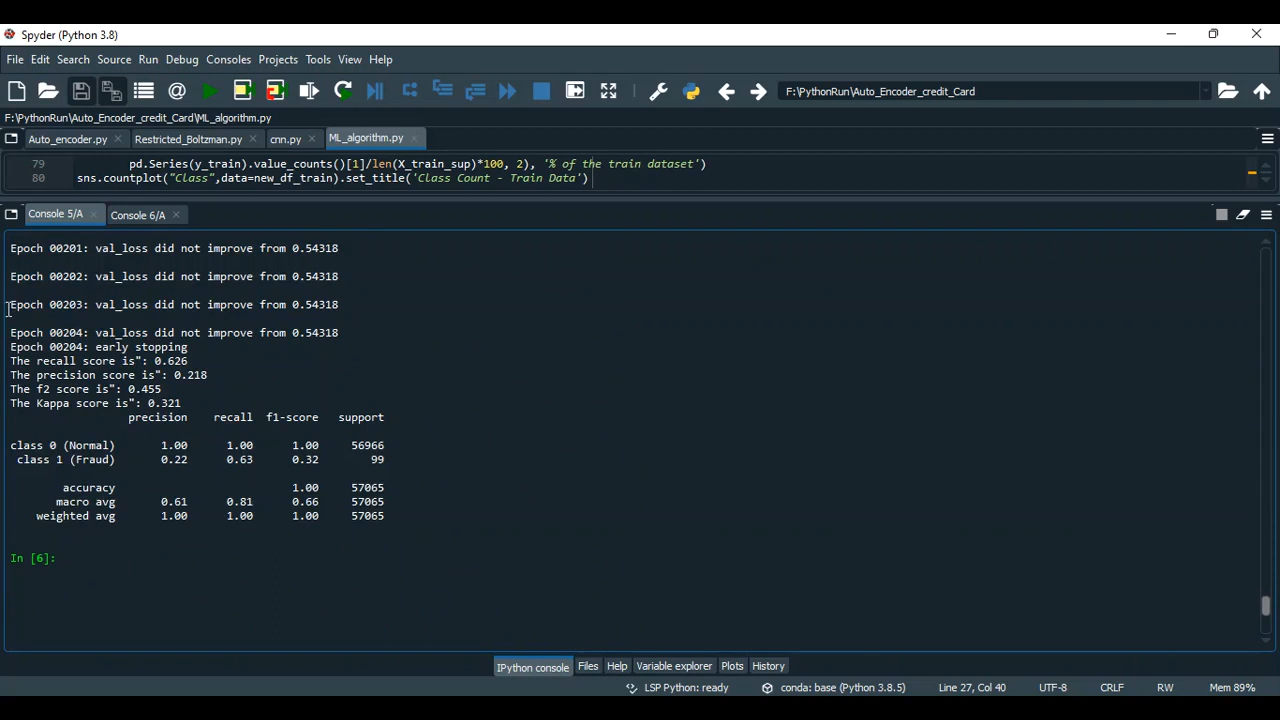 Spyder (Python 3.8)
File Edit Search Source Run Debug Consoles Projects Tools View Help
F:\PythonRun\Auto_Encoder_credit_Card
F:\PythonRun\Auto_Encoder_credit_Card\ML_algorithm.py
Auto_encoder.py Restricted_Boltzman.py cnn.py ML_algorithm.py
79 pd.Series(y_train).value_counts()[1]/len(X_train_sup)*100, 2), '% of the train dataset')
80 sns.countplot("Class",data=new_df_train).set_title('Class Count - Train Data')
Console 5/A Console 6/A
Epoch 00201: val_loss did not improve from 0.54318
Epoch 00202: val_loss did not improve from 0.54318
Epoch 00203: val_loss did not improve from 0.54318
Epoch 00204: val_loss did not improve from 0.54318
Epoch 00204: early stopping
The recall score is": 0.626
The precision score is": 0.218
The f2 score is": 0.455
The Kappa score is": 0.321
precision recall f1-score support
class 0 (Normal) 1.00 1.00 1.00 56966
class 1 (Fraud) 0.22 0.63 0.32 99
accuracy 1.00 57065
macro avg 0.61 0.81 0.66 57065
weighted avg 1.00 1.00 1.00 57065
In [6]:
IPython console Files Help Variable explorer Plots History
LSP Python: ready conda: base (Python 3.8.5) Line 27, Col 40 UTF-8 CRLF RW Mem 89%